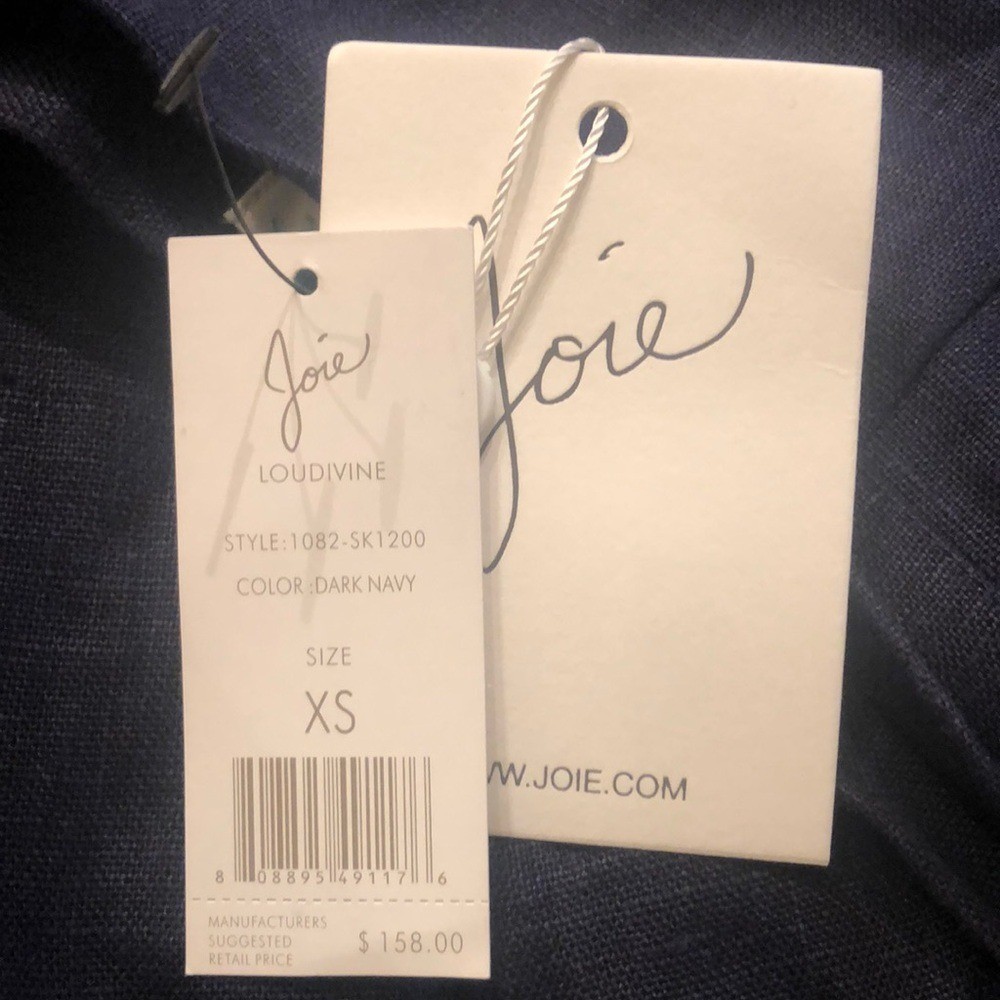 Joie
LOUDIVINE
STYLE:1082-SK1200
COLOR :DARK NAVY
SIZE
XS
8 08895 49117 6
MANUFACTURERS
SUGGESTED
RETAIL PRICE
$ 158.00
Joie
W.JOIE.COM